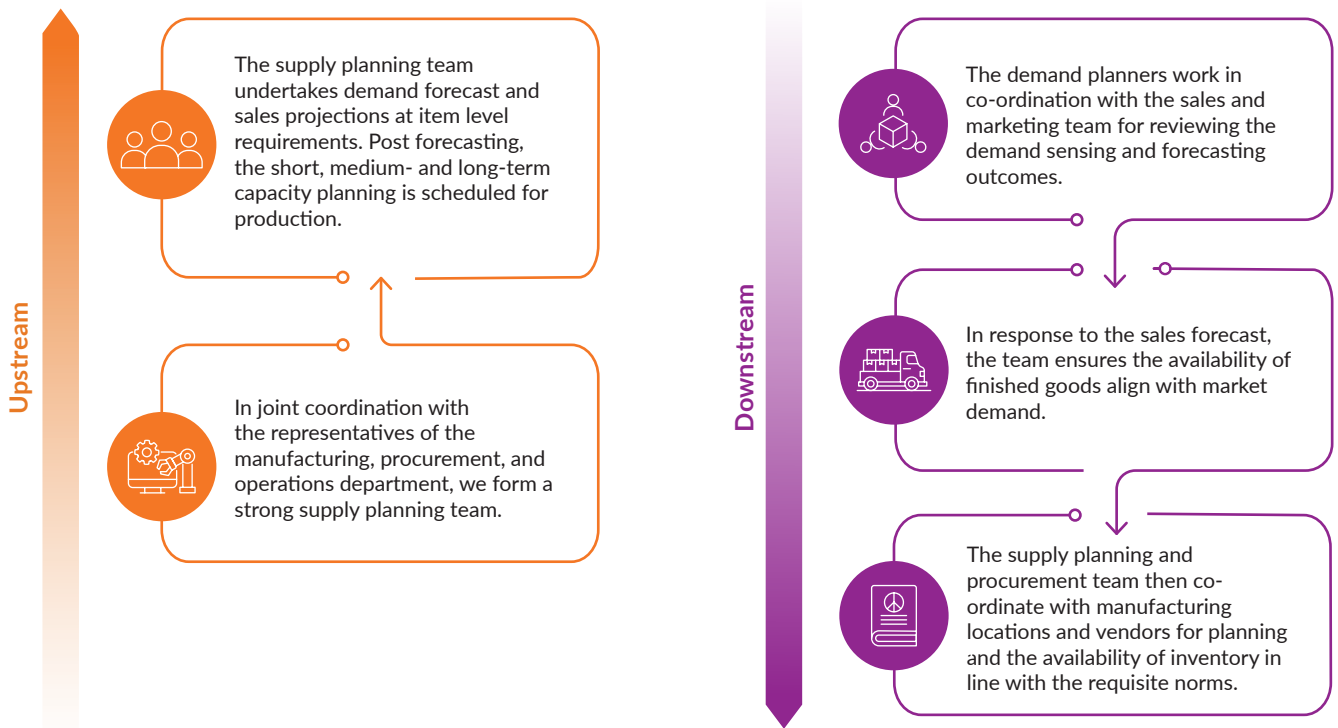 Upstream
The supply planning team
undertakes demand forecast and
sales projections at item level
requirements. Post forecasting,
the short, medium- and long-term
capacity planning is scheduled for
production.
In joint coordination with
the representatives of the
manufacturing, procurement, and
operations department, we form a
strong supply planning team.
Downstream
The demand planners work in
co-ordination with the sales and
marketing team for reviewing the
demand sensing and forecasting
outcomes.
In response to the sales forecast,
the team ensures the availability of
finished goods align with market
demand.
The supply planning and
procurement team then co-
ordinate with manufacturing
locations and vendors for planning
and the availability of inventory in
line with the requisite norms.